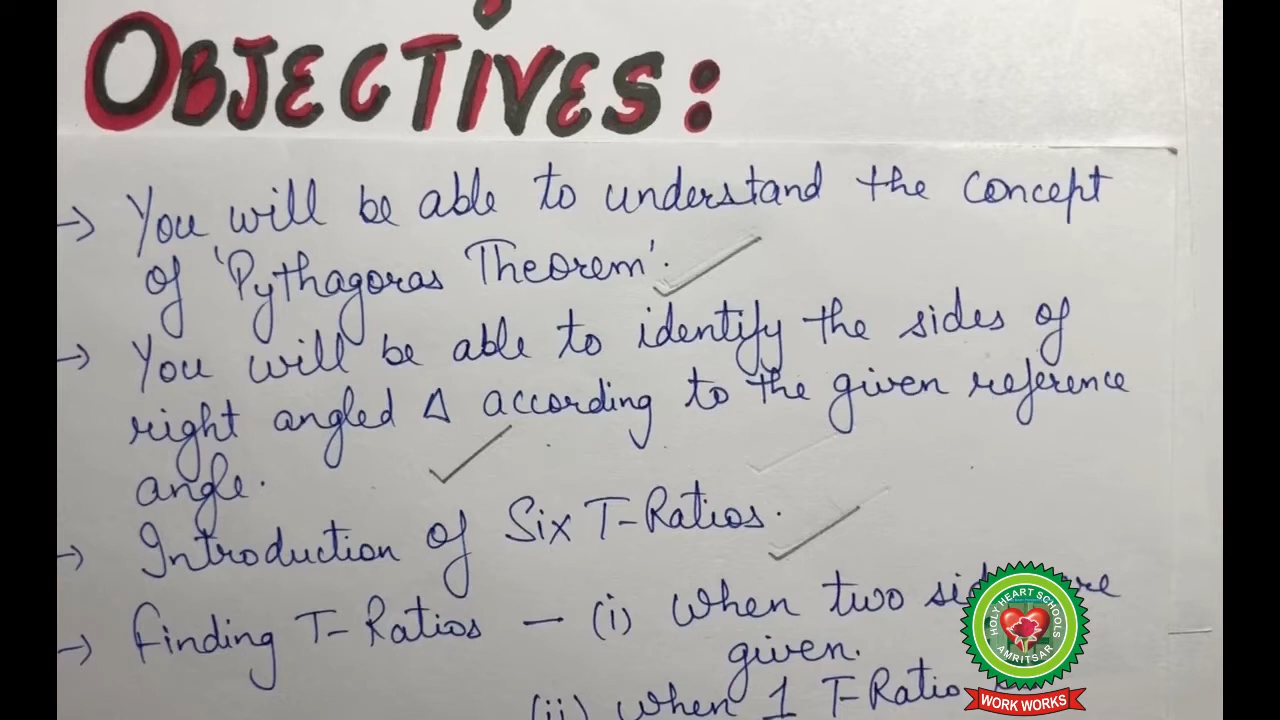 OBJECTIVES:
→ You will be able to understand the concept
of 'Pythagoras Theorem'.
→ You will be able to identify the sides of
right angled Δ according to the given reference
angle.
→ Introduction of Six T-Ratios.
→ Finding T-Ratios — (i) When two
given.
(ii) When 1 T-Ratio
HOLY HEART SCHOOLS
AMRITSAR
WORK WORKS